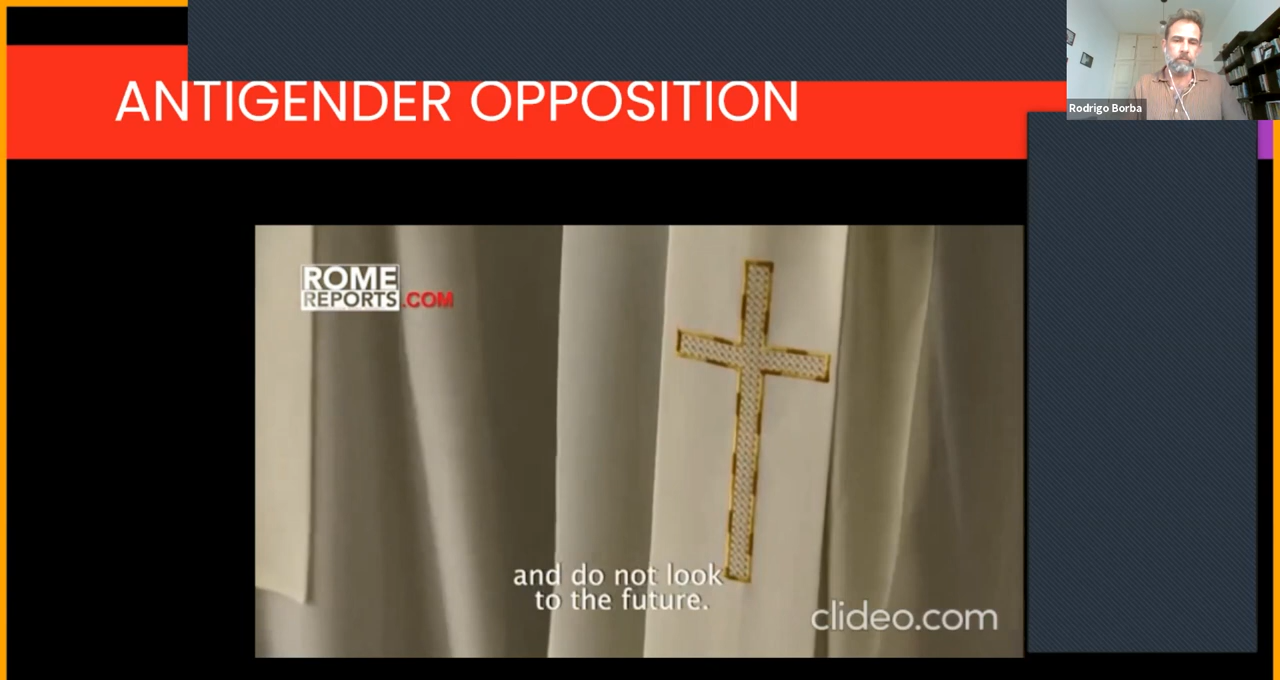 ANTIGENDER OPPOSITION
Rodrigo Borba
ROME
REPORTS.COM
and do not look
to the future.
clideo.com